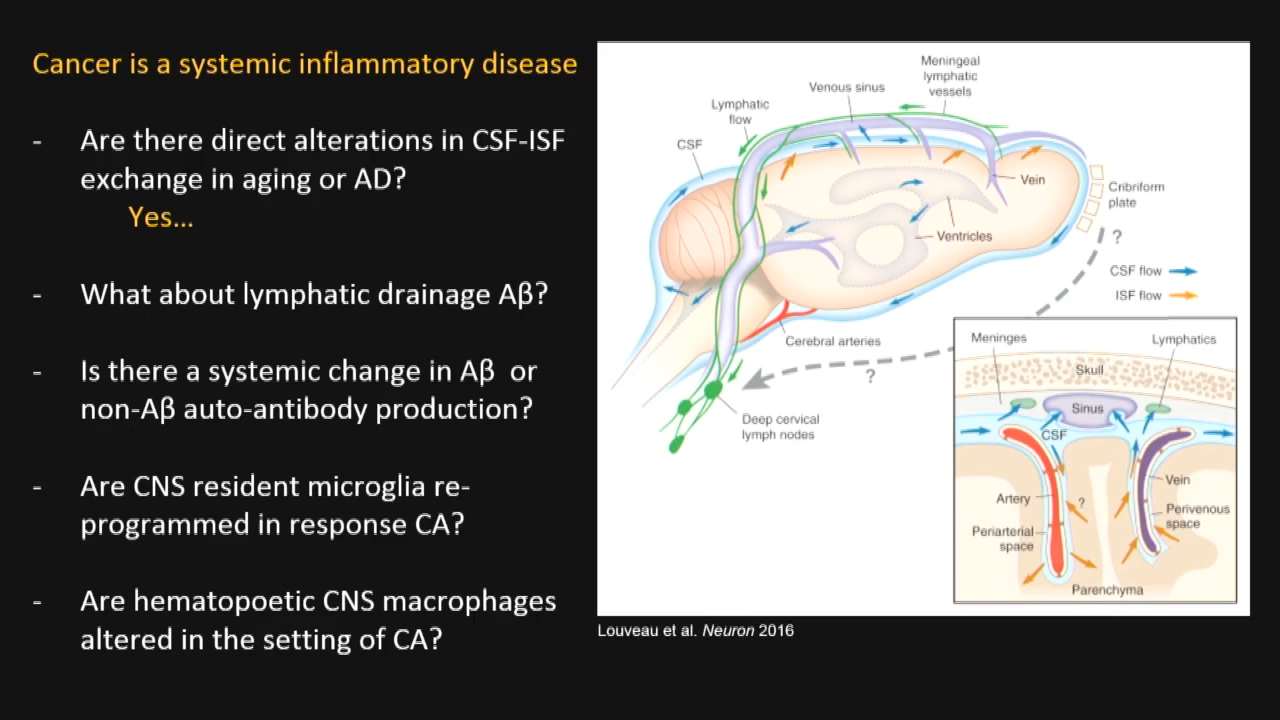 Cancer is a systemic inflammatory disease
- Are there direct alterations in CSF-ISF
exchange in aging or AD?
Yes...
- What about lymphatic drainage Aβ?
- Is there a systemic change in Aβ or
non-Aβ auto-antibody production?
- Are CNS resident microglia re-
programmed in response CA?
- Are hematopoetic CNS macrophages
altered in the setting of CA?
Meningeal
lymphatic
vessels
Venous sinus
Lymphatic
flow
CSF
Vein
Cribriform
plate
?
Ventricles
CSF flow
ISF flow
Cerebral arteries
?
Deep cervical
lymph nodes
Meninges
Lymphatics
Skull
Sinus
CSF
Vein
Artery
?
Perivenous
space
Periarterial
space
Parenchyma
Louveau et al. Neuron 2016